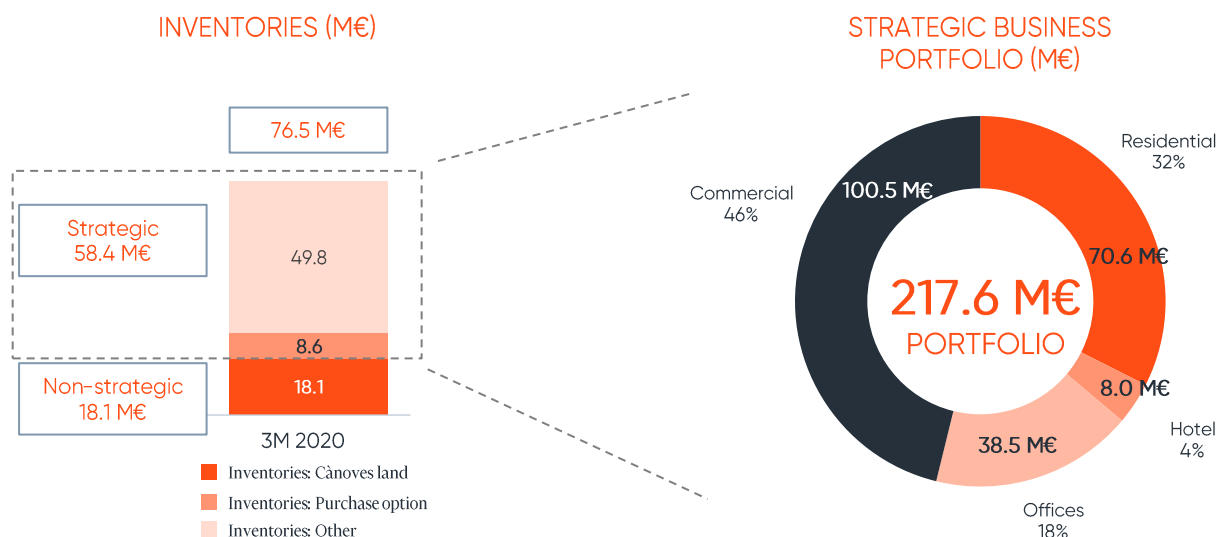 INVENTORIES (M€)
76.5 M€
Strategic
58.4 M€
49.8
8.6
Non-strategic
18.1 M€
18.1
3M 2020
Inventories: Cànoves land
Inventories: Purchase option
Inventories: Other
STRATEGIC BUSINESS
PORTFOLIO (M€)
Residential
32%
Commercial
46%
100.5 M€
70.6 M€
217.6 M€
PORTFOLIO
8.0 M€
38.5 M€
Hotel
4%
Offices
18%